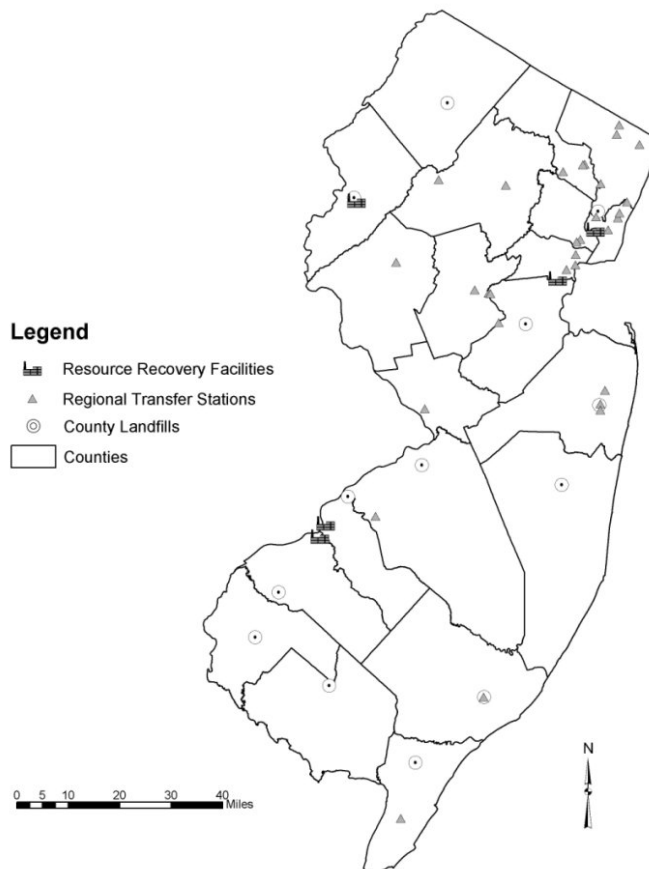 Legend
Resource Recovery Facilities
Regional Transfer Stations
County Landfills
Counties
N
0 5 10 20 30 40
Miles